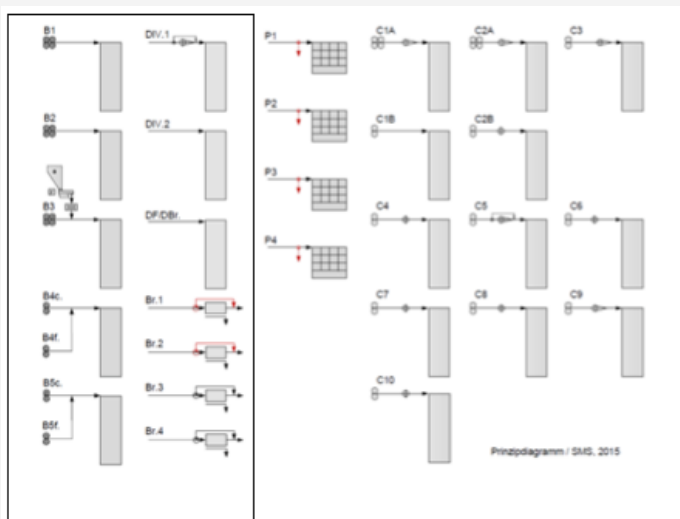 B1
DIV.1
B2
DIV.2
B3
DF/DBr.
B4c.
B4f.
B5c.
B5f.
Br.1
Br.2
Br.3
Br.4
P1
P2
P3
P4
C1A
C2A
C3
C1B
C2B
C4
C5
C6
C7
C8
C9
C10
Prinzipdiagramm / SMS, 2015